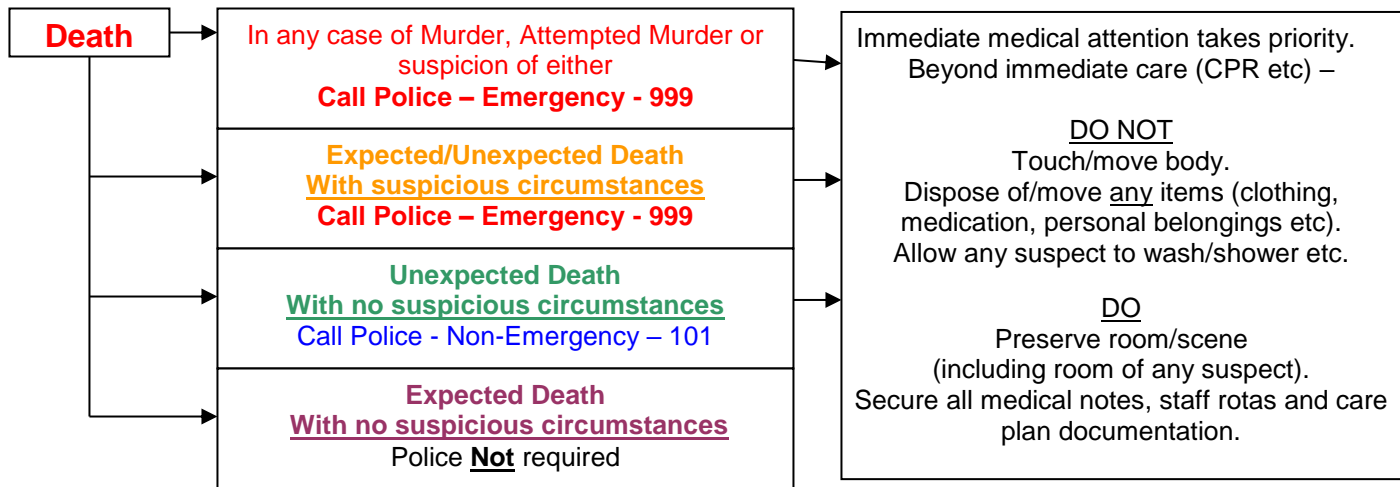 Death
In any case of Murder, Attempted Murder or
suspicion of either
Call Police – Emergency - 999
Expected/Unexpected Death
With suspicious circumstances
Call Police – Emergency - 999
Unexpected Death
With no suspicious circumstances
Call Police - Non-Emergency – 101
Expected Death
With no suspicious circumstances
Police Not required
Immediate medical attention takes priority.
Beyond immediate care (CPR etc) –
DO NOT
Touch/move body.
Dispose of/move any items (clothing,
medication, personal belongings etc).
Allow any suspect to wash/shower etc.
DO
Preserve room/scene
(including room of any suspect).
Secure all medical notes, staff rotas and care
plan documentation.